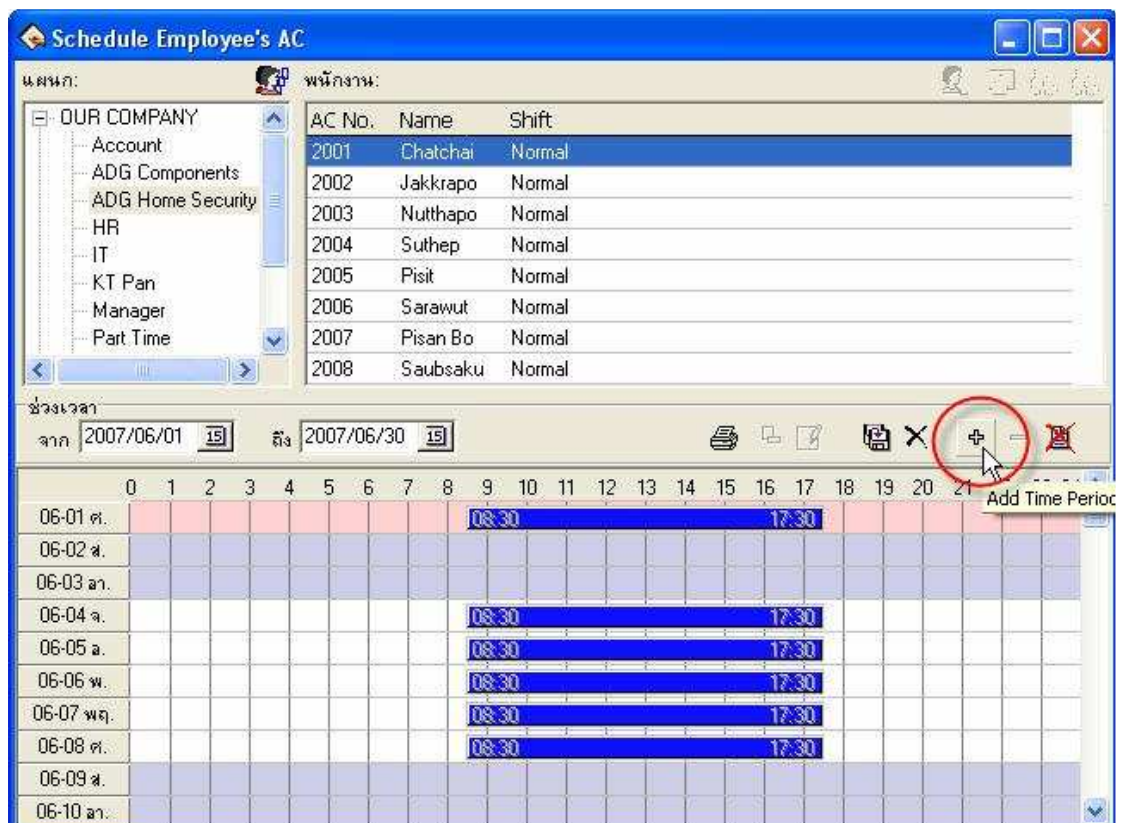 Schedule Employee's AC
แผนก:
พนักงาน:
OUR COMPANY
Account
ADG Components
ADG Home Security
HR
IT
KT Pan
Manager
Part Time
AC No. Name Shift
2001 Chatchai Normal
2002 Jakkrapo Normal
2003 Nutthapo Normal
2004 Suthep Normal
2005 Pisit Normal
2006 Sarawut Normal
2007 Pisan Bo Normal
2008 Saubsaku Normal
ช่วงเวลา
จาก 2007/06/01 15 ถึง 2007/06/30 15
0 1 2 3 4 5 6 7 8 9 10 11 12 13 14 15 16 17 18 19 20 21
Add Time Perio
06-01 ศ. 08:30 17:30
06-02 ส.
06-03 อา.
06-04 จ. 08:30 17:30
06-05 อ. 08:30 17:30
06-06 พ. 08:30 17:30
06-07 พฤ. 08:30 17:30
06-08 ศ. 08:30 17:30
06-09 ส.
06-10 อา.